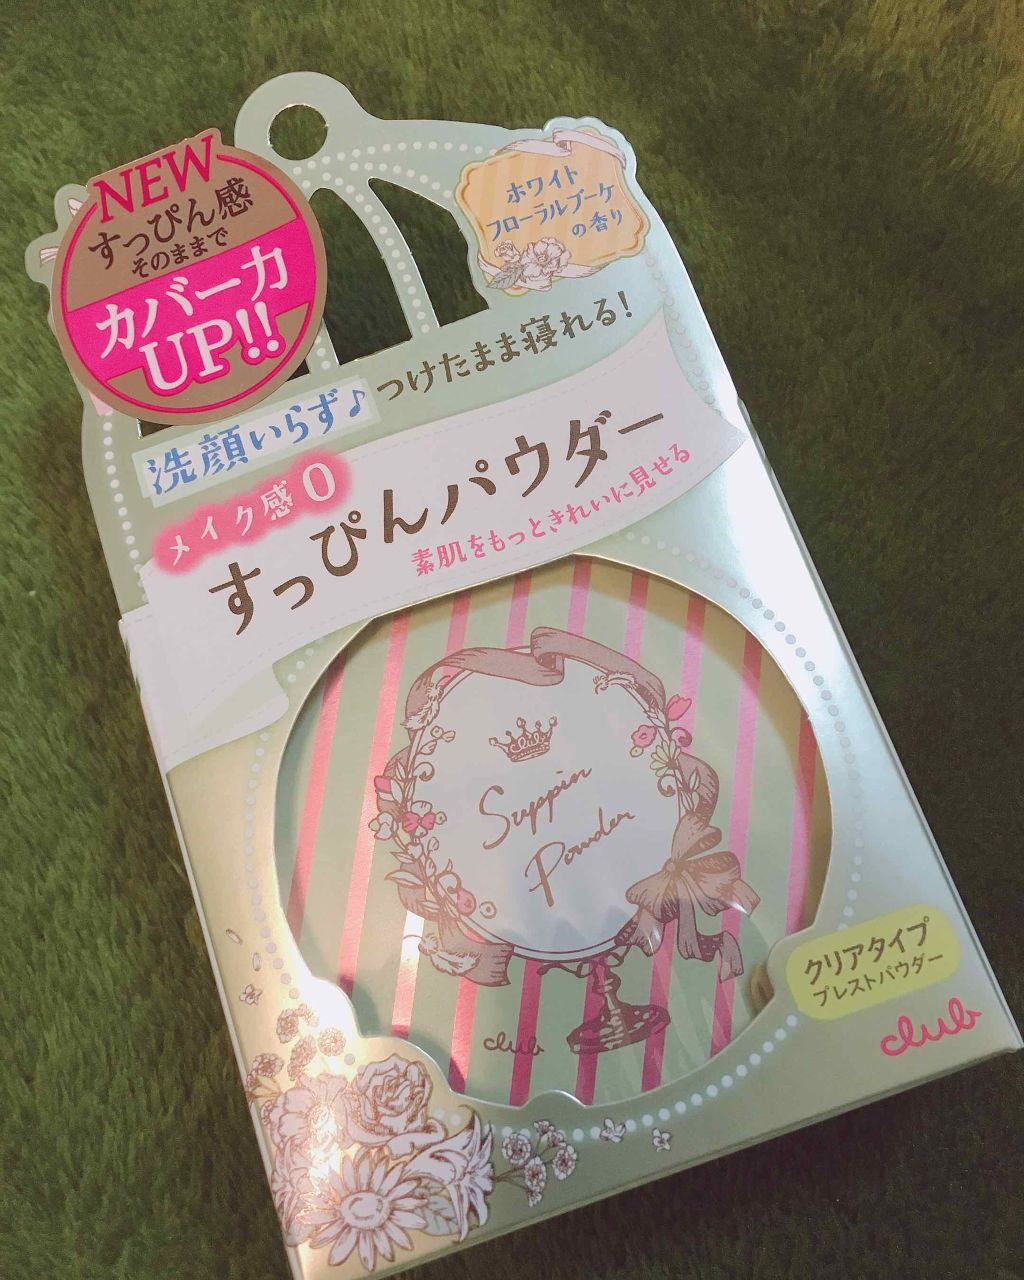 NEW
すっぴん感
そのままで
カバー力
UP!!
ホワイト
フローラルブーケ
の香り
洗顔いらず♪つけたまま寝れる!
メイク感0
すっぴんパウダー
素肌をもっときれいに見せる
club
Suppin
Powder
club
クリアタイプ
プレストパウダー
club